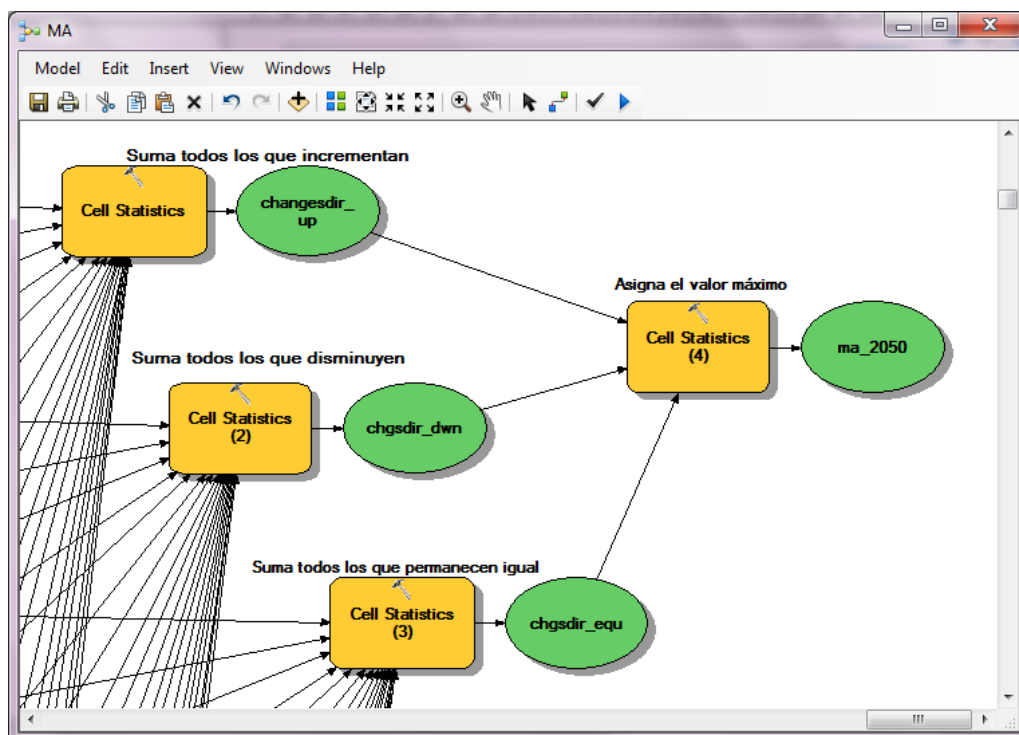 MA
Model Edit Insert View Windows Help
Suma todos los que incrementan
Cell Statistics
changesdir_
up
Asigna el valor máximo
Cell Statistics
(4)
ma_2050
Suma todos los que disminuyen
Cell Statistics
(2)
chgsdir_dwn
Suma todos los que permanecen igual
Cell Statistics
(3)
chgsdir_equ